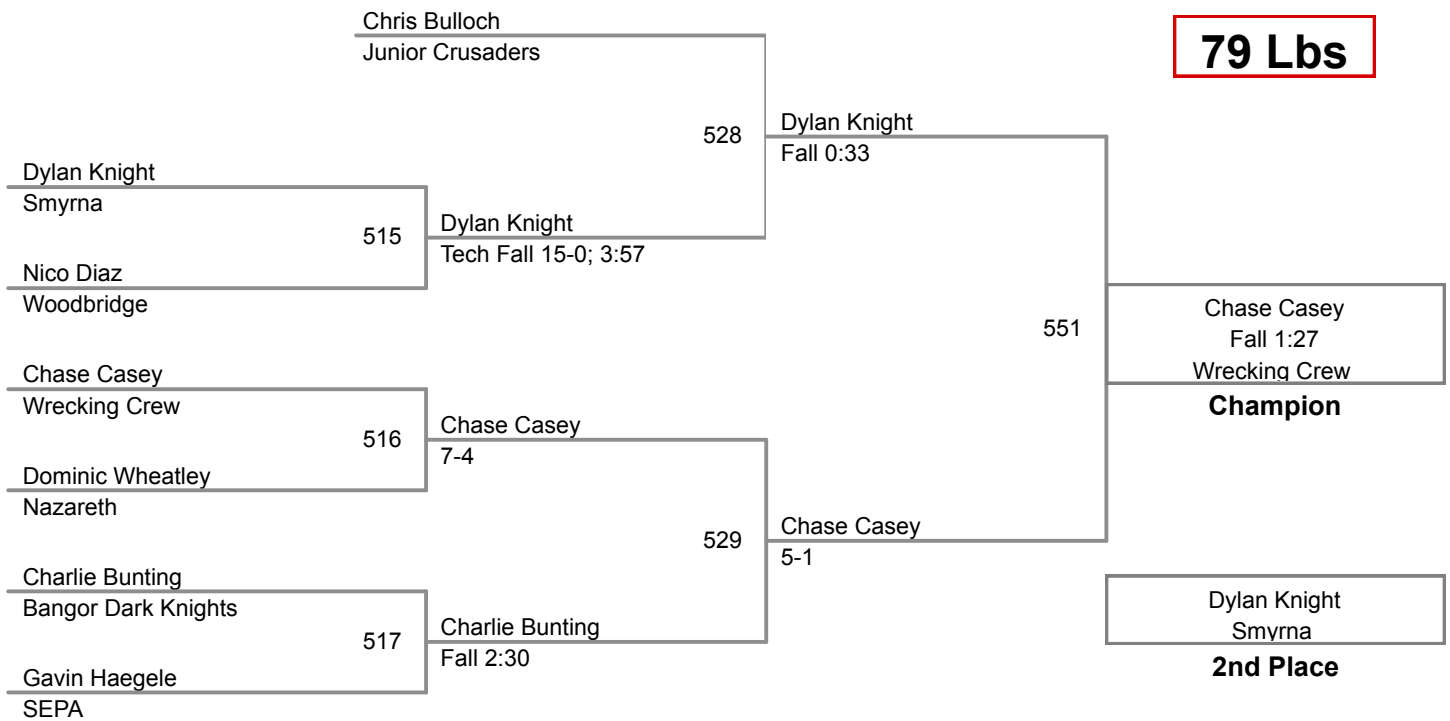 Chris Bulloch
Junior Crusaders
79 Lbs
528
Dylan Knight
Fall 0:33
Dylan Knight
Smyrna
515
Dylan Knight
Tech Fall 15-0; 3:57
Nico Diaz
Woodbridge
551
Chase Casey
Fall 1:27
Wrecking Crew
Champion
Chase Casey
Wrecking Crew
516
Chase Casey
7-4
Dominic Wheatley
Nazareth
529
Chase Casey
5-1
Charlie Bunting
Bangor Dark Knights
517
Charlie Bunting
Fall 2:30
Gavin Haegele
SEPA
Dylan Knight
Smyrna
2nd Place